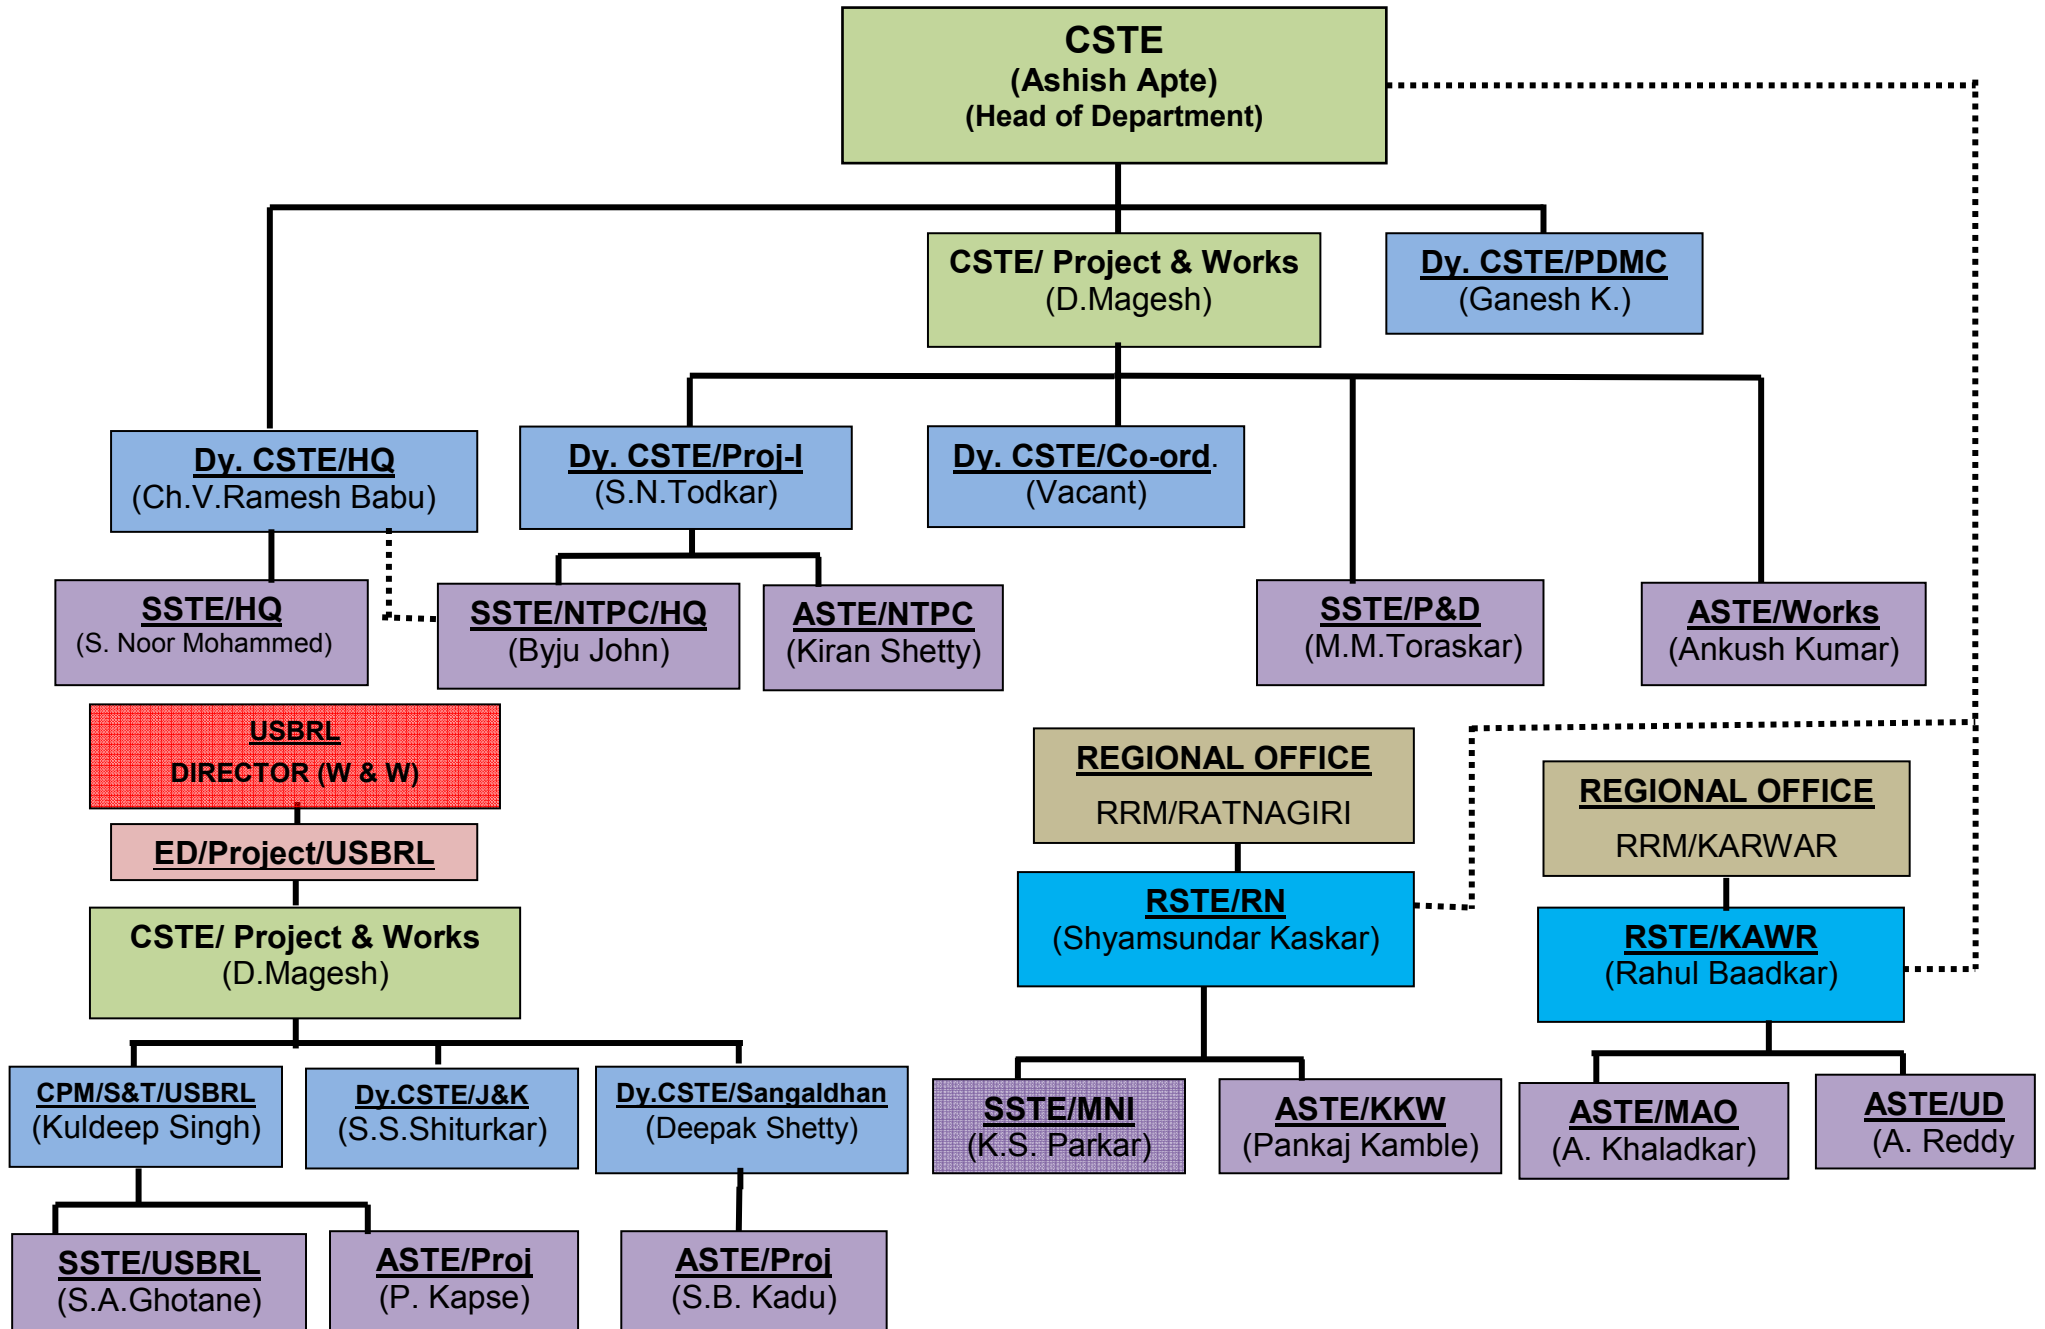 CSTE
(Ashish Apte)
(Head of Department)
CSTE/ Project & Works
(D.Magesh)
Dy. CSTE/PDMC
(Ganesh K.)
Dy. CSTE/HQ
(Ch.V.Ramesh Babu)
Dy. CSTE/Proj-I
(S.N.Todkar)
Dy. CSTE/Co-ord.
(Vacant)
SSTE/HQ
(S. Noor Mohammed)
SSTE/NTPC/HQ
(Byju John)
ASTE/NTPC
(Kiran Shetty)
SSTE/P&D
(M.M.Toraskar)
ASTE/Works
(Ankush Kumar)
USBRL
DIRECTOR (W & W)
ED/Project/USBRL
CSTE/ Project & Works
(D.Magesh)
CPM/S&T/USBRL
(Kuldeep Singh)
Dy.CSTE/J&K
(S.S.Shiturkar)
Dy.CSTE/Sangaldhan
(Deepak Shetty)
SSTE/USBRL
(S.A.Ghotane)
ASTE/Proj
(P. Kapse)
ASTE/Proj
(S.B. Kadu)
REGIONAL OFFICE
RRM/RATNAGIRI
RSTE/RN
(Shyamsundar Kaskar)
SSTE/MNI
(K.S. Parkar)
ASTE/KKW
(Pankaj Kamble)
REGIONAL OFFICE
RRM/KARWAR
RSTE/KAWR
(Rahul Baadkar)
ASTE/MAO
(A. Khaladkar)
ASTE/UD
(A. Reddy